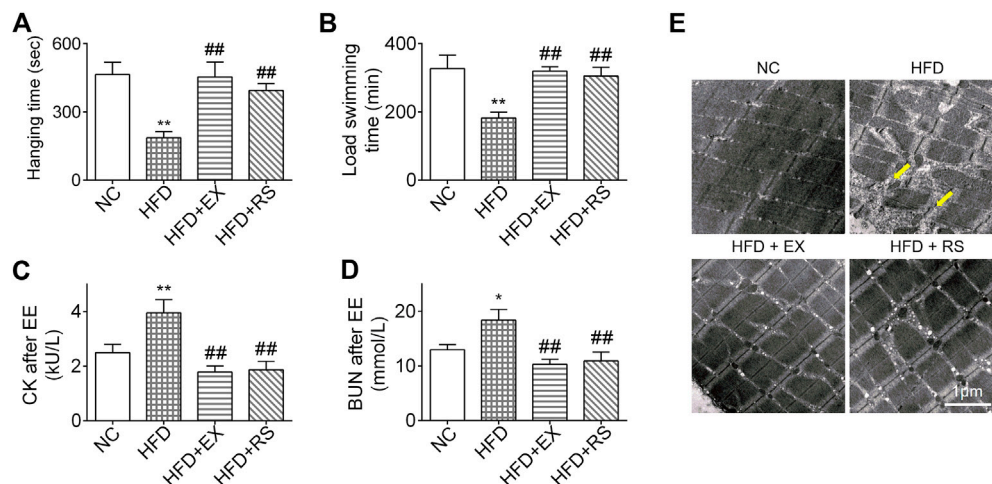 A
Hanging time (sec)
600
400
200
0
**
##
##
NC
HFD
HFD+EX
HFD+RS
B
Load swimming
time (min)
400
200
0
**
##
##
NC
HFD
HFD+EX
HFD+RS
C
CK after EE
(kU/L)
6
4
2
0
**
##
##
NC
HFD
HFD+EX
HFD+RS
D
BUN after EE
(mmol/L)
20
10
0
*
##
##
NC
HFD
HFD+EX
HFD+RS
E
NC
HFD
HFD + EX
HFD + RS
1μm